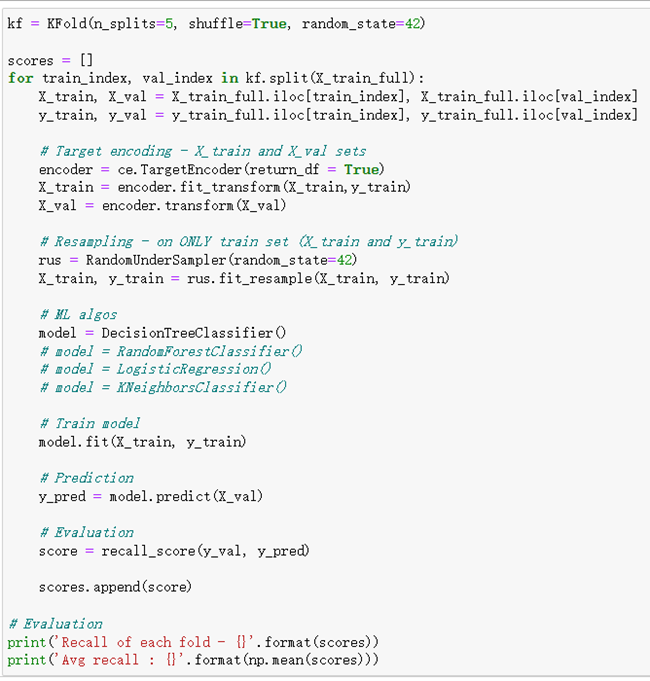 kf = KFold(n_splits=5, shuffle=True, random_state=42)
scores = []
for train_index, val_index in kf.split(X_train_full):
    X_train, X_val = X_train_full.iloc[train_index], X_train_full.iloc[val_index]
    y_train, y_val = y_train_full.iloc[train_index], y_train_full.iloc[val_index]
    # Target encoding - X_train and X_val sets
    encoder = ce.TargetEncoder(return_df = True)
    X_train = encoder.fit_transform(X_train,y_train)
    X_val = encoder.transform(X_val)
    # Resampling - on ONLY train set (X_train and y_train)
    rus = RandomUnderSampler(random_state=42)
    X_train, y_train = rus.fit_resample(X_train, y_train)
    # ML algos
    model = DecisionTreeClassifier()
    # model = RandomForestClassifier()
    # model = LogisticRegression()
    # model = KNeighborsClassifier()
    # Train model
    model.fit(X_train, y_train)
    # Prediction
    y_pred = model.predict(X_val)
    # Evaluation
    score = recall_score(y_val, y_pred)
    scores.append(score)
# Evaluation
print('Recall of each fold - {}'.format(scores))
print('Avg recall : {}'.format(np.mean(scores)))